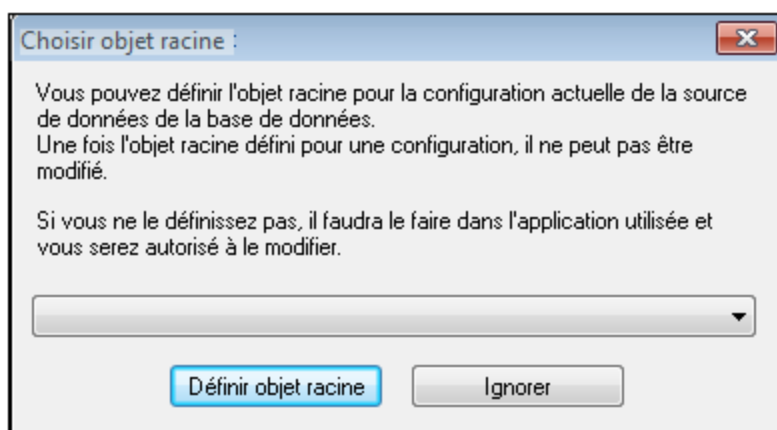 Choisir objet racine :
Vous pouvez définir l'objet racine pour la configuration actuelle de la source
de données de la base de données.
Une fois l'objet racine défini pour une configuration, il ne peut pas être
modifié.
Si vous ne le définissez pas, il faudra le faire dans l'application utilisée et
vous serez autorisé à le modifier.
Définir objet racine
Ignorer